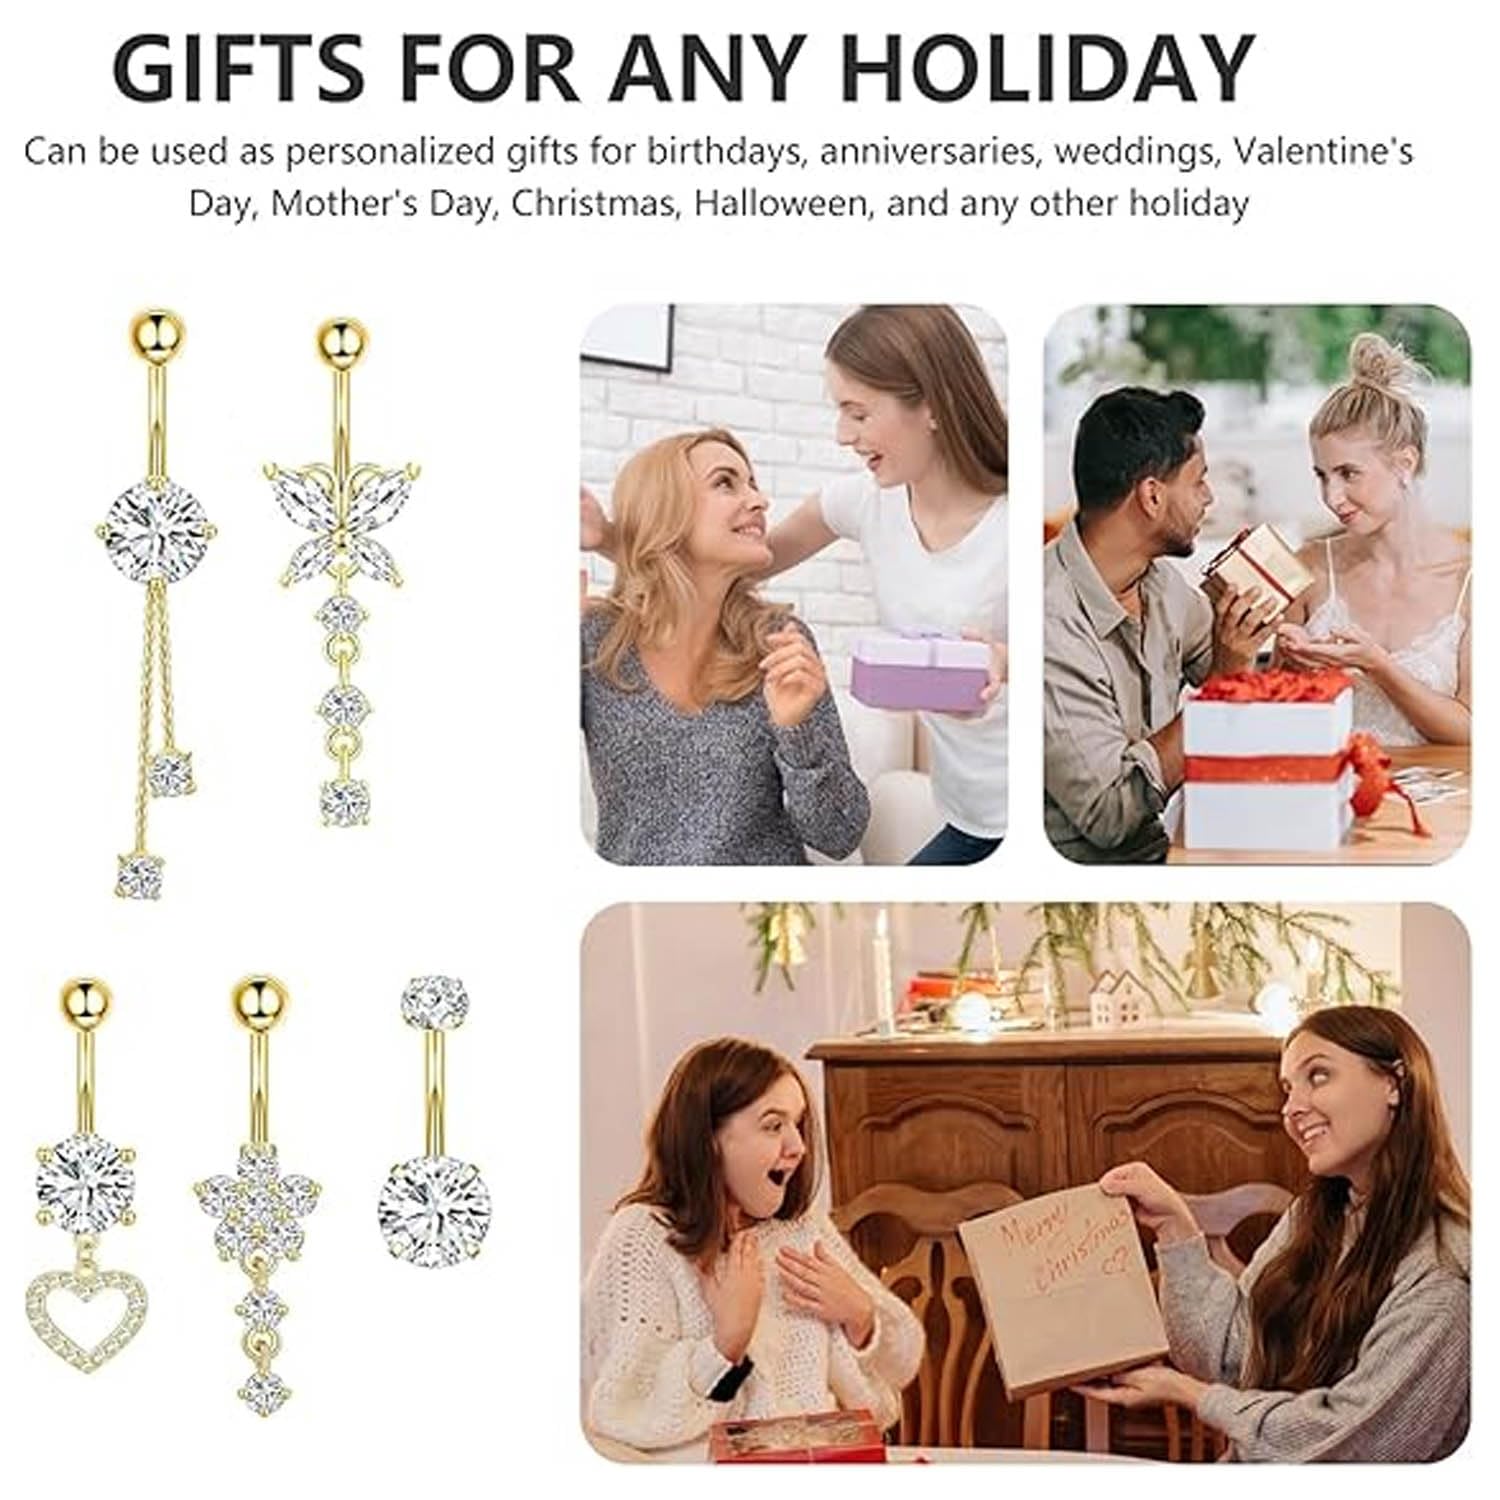 GIFTS FOR ANY HOLIDAY
Can be used as personalized gifts for birthdays, anniversaries, weddings, Valentine's
Day, Mother's Day, Christmas, Halloween, and any other holiday
Merry
Christmas